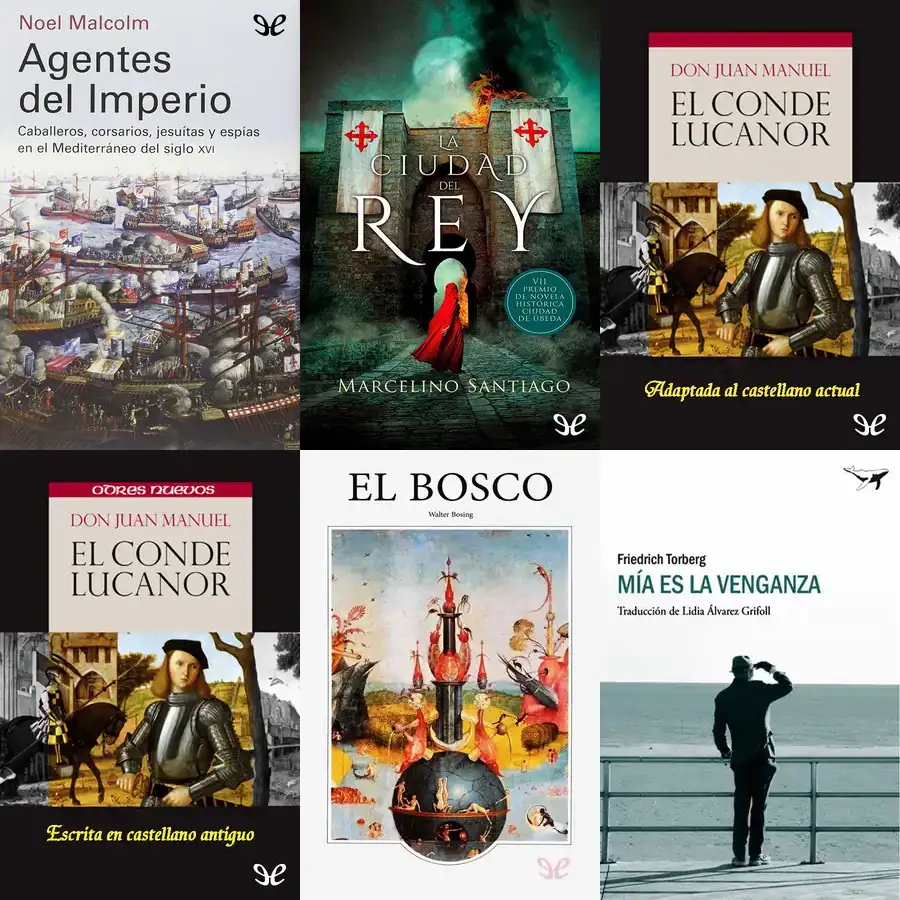 Noel Malcolm
Agentes
del Imperio
Caballeros, corsarios, jesuítas y espías
en el Mediterráneo del siglo XVI
LA
CIUDAD
DEL
REY
VII
PREMIO
DE NOVELA
HISTÓRICA
CIUDAD
DE ÚBEDA
MARCELINO SANTIAGO
DON JUAN MANUEL
EL CONDE
LUCANOR
Adaptada al castellano actual
ODRES NUEVOS
DON JUAN MANUEL
EL CONDE
LUCANOR
Escrita en castellano antiguo
EL BOSCO
Walter Bosing
Friedrich Torberg
MÍA ES LA VENGANZA
Traducción de Lidia Álvarez Grifoll